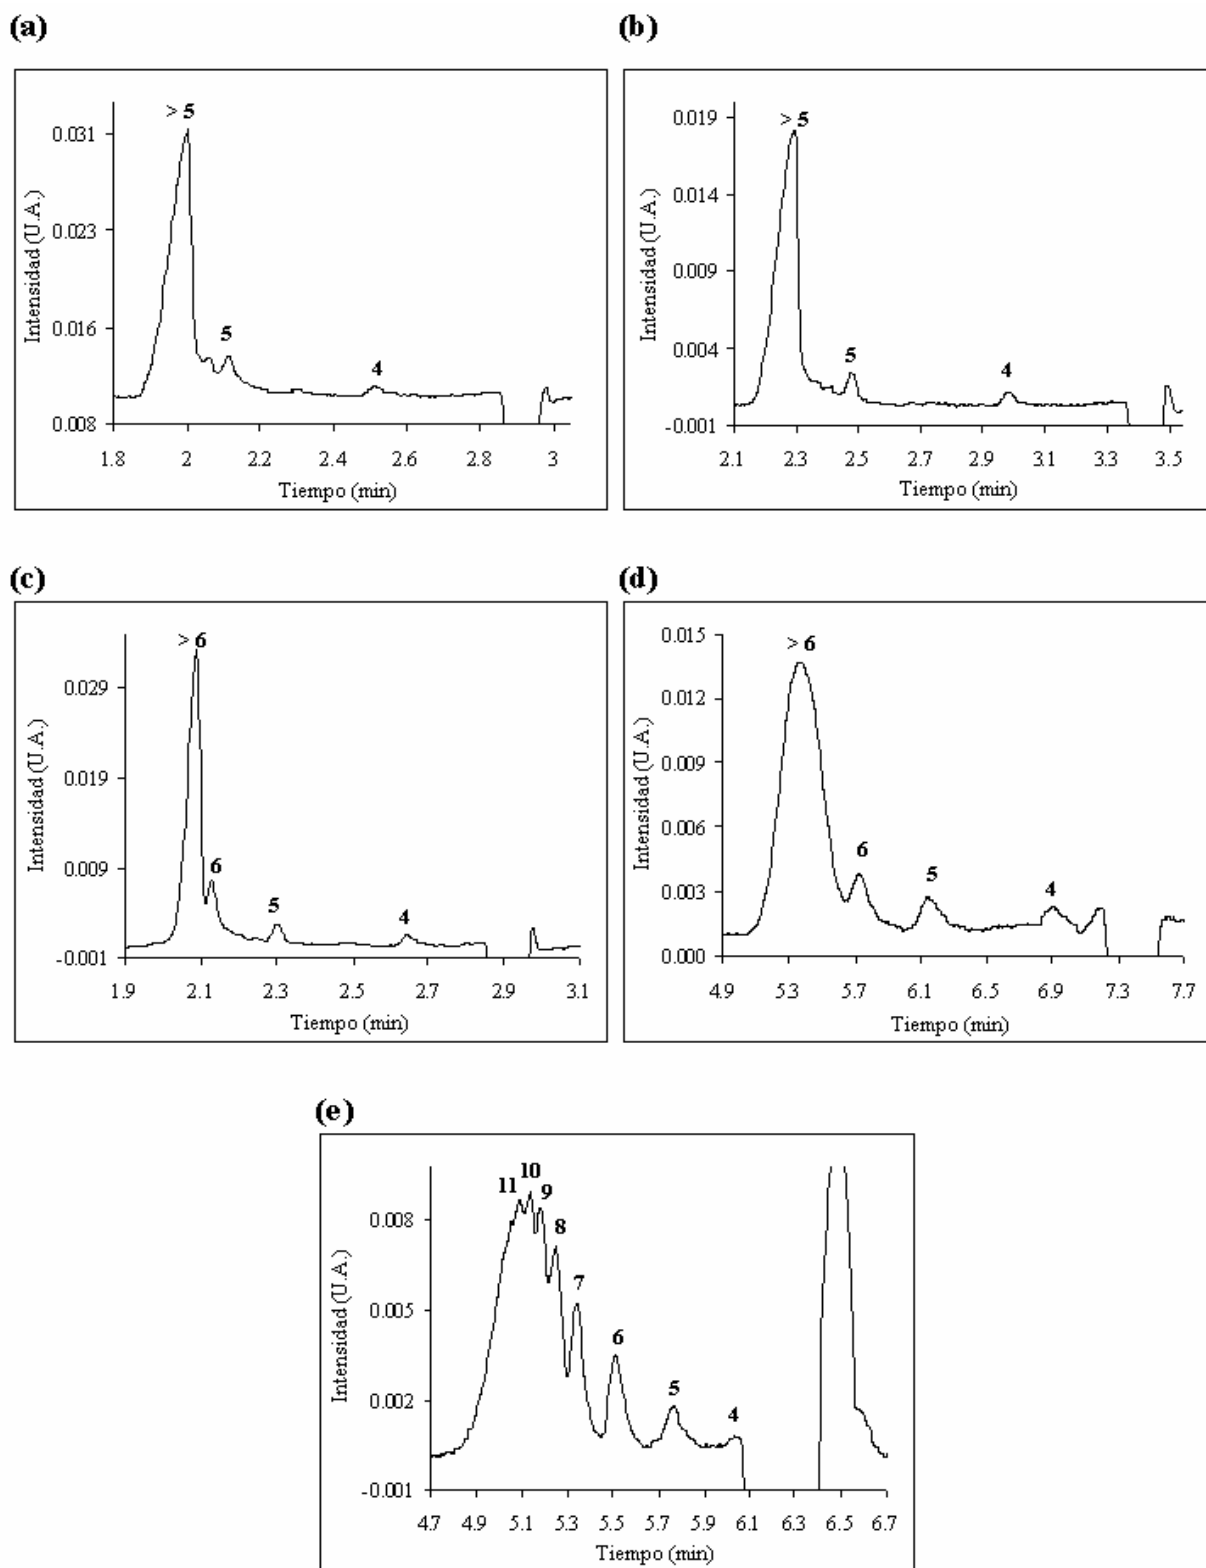 (a)
> 5
0.031
0.023
0.016
0.008
5
4
1.8 2 2.2 2.4 2.6 2.8 3
Tiempo (min)
Intensidad (U.A.)
(b)
> 5
0.019
0.014
0.009
0.004
-0.001
5
4
2.1 2.3 2.5 2.7 2.9 3.1 3.3 3.5
Tiempo (min)
Intensidad (U.A.)
(c)
> 6
0.029
0.019
0.009
-0.001
6
5
4
1.9 2.1 2.3 2.5 2.7 2.9 3.1
Tiempo (min)
Intensidad (U.A.)
(d)
> 6
0.015
0.012
0.009
0.006
0.003
0.000
6
5
4
4.9 5.3 5.7 6.1 6.5 6.9 7.3 7.7
Tiempo (min)
Intensidad (U.A.)
(e)
11 10 9 8 7 6 5 4
0.008
0.005
0.002
-0.001
4.7 4.9 5.1 5.3 5.5 5.7 5.9 6.1 6.3 6.5 6.7
Tiempo (min)
Intensidad (U.A.)